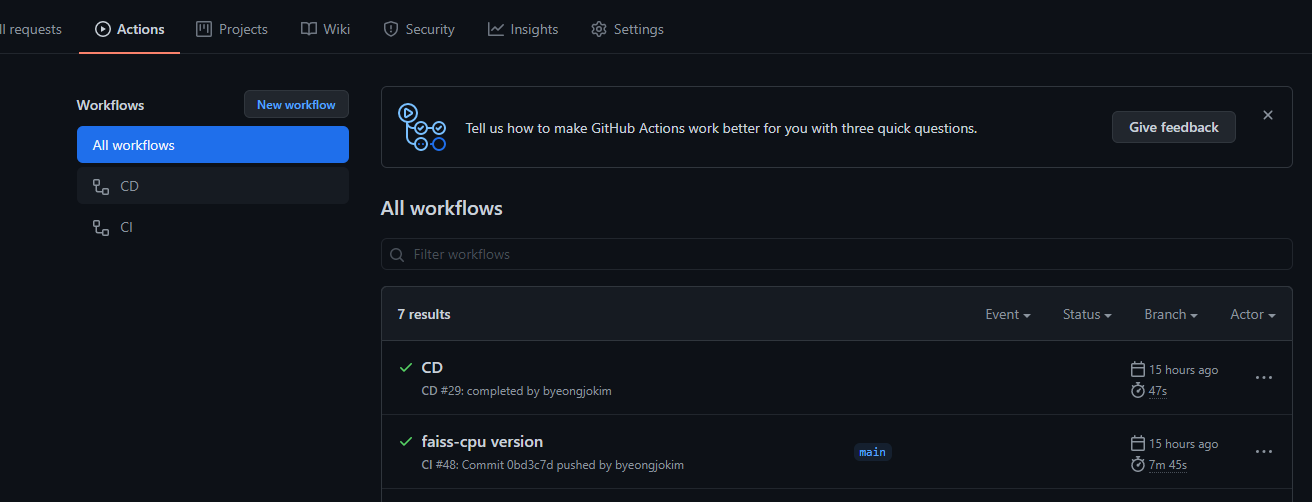 ll requests
Actions
Projects
Wiki
Security
Insights
Settings
Workflows
New workflow
All workflows
CD
CI
Tell us how to make GitHub Actions work better for you with three quick questions.
Give feedback
All workflows
Filter workflows
7 results
Event
Status
Branch
Actor
CD
CD #29: completed by byeongjokim
15 hours ago
47s
faiss-cpu version
CI #48: Commit 0bd3c7d pushed by byeongjokim
main
15 hours ago
7m 45s